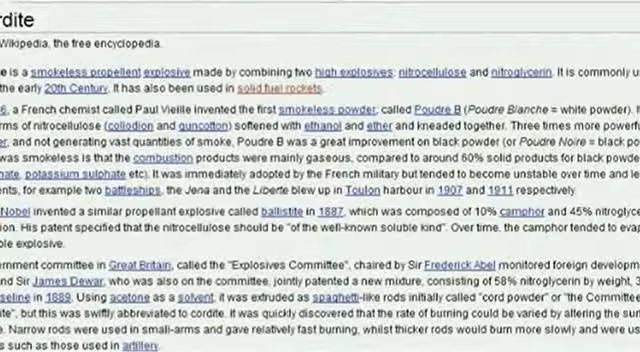 rdite
Wikipedia, the free encyclopedia.
e is a smokeless propellent explosive made by combining two high explosives: nitrocellulose and nitroglycerin. It is commonly u
the early 20th Century. It has also been used in solid fuel rockets.
6, a French chemist called Paul Vieille invented the first smokeless powder, called Poudre B (Poudre Blanche = white powder).
rms of nitrocellulose (collodion and guncotton) softened with ethanol and ether and kneaded together. Three times more powerfu
er, and not generating vast quantities of smoke, Poudre B was a great improvement on black powder (or Poudre Noire = black po
was smokeless is that the combustion products were mainly gaseous, compared to around 60% solid products for black powde
nate, potassium sulphate etc). It was immediately adopted by the French military but tended to become unstable over time and le
ents, for example two battleships, the Jena and the Liberte blew up in Toulon harbour in 1907 and 1911 respectively.
Nobel invented a similar propellant explosive called ballistite in 1887, which was composed of 10% camphor and 45% nitroglyce
ion. His patent specified that the nitrocellulose should be "of the well-known soluble kind". Over time, the camphor tended to evap
ble explosive.
ernment committee in Great Britain, called the "Explosives Committee", chaired by Sir Frederick Abel monitored foreign developm
nd Sir James Dewar, who was also on the committee, jointly patented a new mixture, consisting of 58% nitroglycerin by weight, 3
seline in 1889. Using acetone as a solvent, it was extruded as spaghetti-like rods initially called "cord powder" or "the Committee
ite", but this was swiftly abbreviated to cordite. It was quickly discovered that the rate of burning could be varied by altering the sur
e. Narrow rods were used in small-arms and gave relatively fast burning, whilst thicker rods would burn more slowly and were us
s such as those used in artillery.